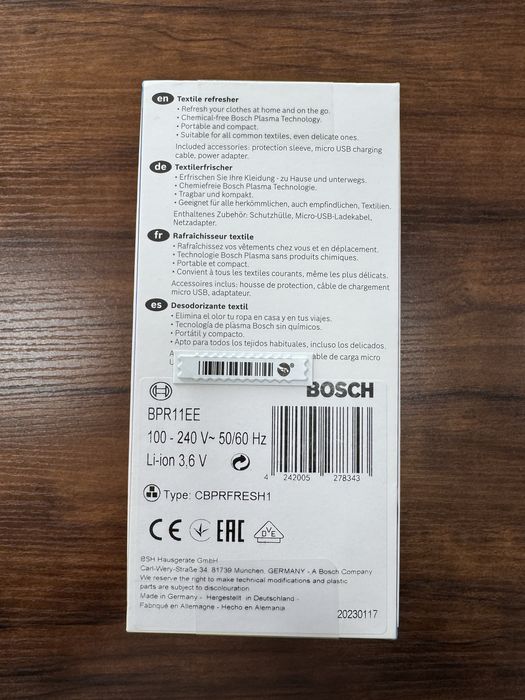 en Textile refresher
• Refresh your clothes at home and on the go.
• Chemical-free Bosch Plasma Technology.
• Portable and compact.
• Suitable for all common textiles, even delicate ones.
Included accessories: protection sleeve, micro USB charging
cable, power adapter.
de Textilerfrischer
• Erfrischen Sie Ihre Kleidung - zu Hause und unterwegs.
• Chemiefreie Bosch Plasma Technologie.
• Tragbar und kompakt.
• Geeignet für alle herkömmlichen, auch empfindlichen, Textilien.
Enthaltenes Zubehör: Schutzhülle, Micro-USB-Ladekabel,
Netzadapter.
fr Rafraîchisseur textile
• Rafraîchissez vos vêtements chez vous et en déplacement.
• Technologie Bosch Plasma sans produits chimiques.
• Portable et compact.
• Convient à tous les textiles courants, même les plus délicats.
Accessoires inclus: housse de protection, câble de chargement
micro USB, adaptateur.
es Desodorizante textil
• Elimina el olor tu ropa en casa y en tus viajes.
• Tecnología de plasma Bosch sin químicos.
• Portátil y compacto.
• Apto para todos los tejidos habituales, incluso los delicados.
able de carga micro
BOSCH
BPR11EE
100 - 240 V~ 50/60 Hz
Li-ion 3,6 V
4 242005 278343
Type: CBPRFRESH1
CE EAC DVE
BSH Hausgeräte GmbH
Carl-Wery-Straße 34, 81739 München, GERMANY - A Bosch Company
We reserve the right to make technical modifications and plastic
parts are subject to discolouration
Made in Germany - Hergestellt in Deutschland -
Fabriqué en Allemagne - Hecho en Alemania
20230117